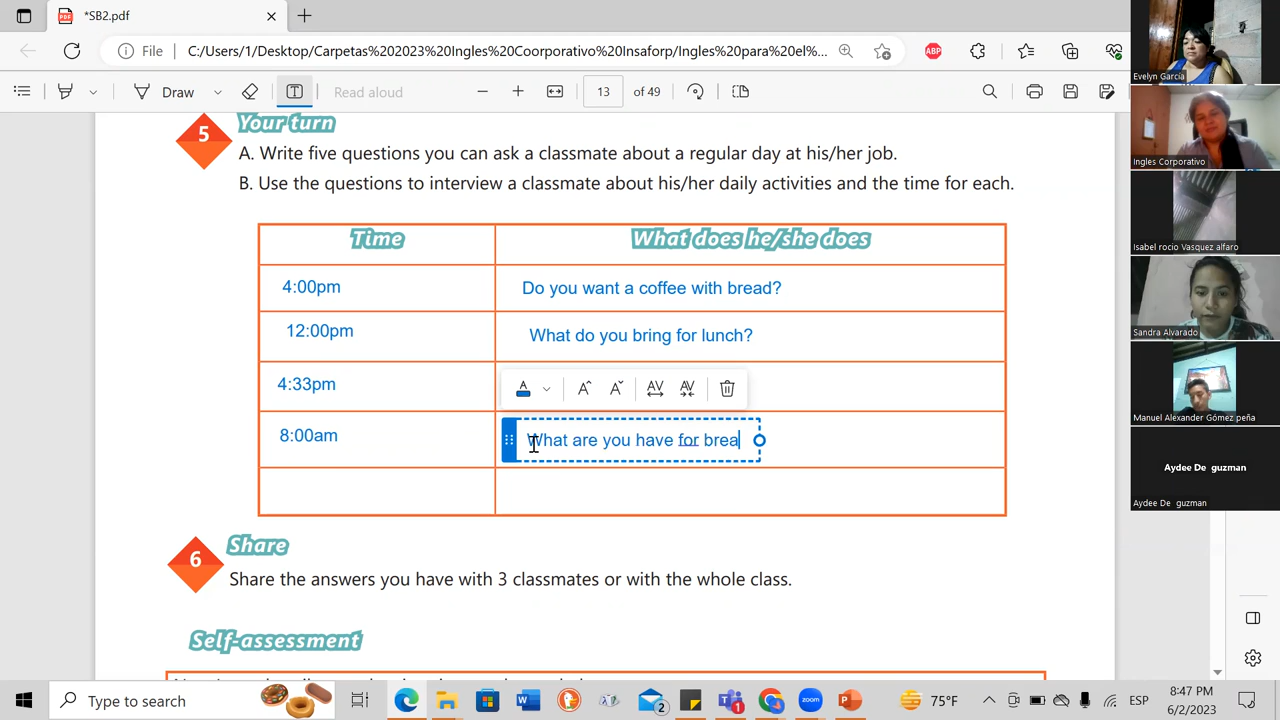 *SB2.pdf
File
C:/Users/1/Desktop/Carpetas%202023%20Ingles%20Coorporativo%20Insaforp/Ingles%20para%20el%...
ABP
Draw
Read aloud
13
of 49
5
Your turn
A. Write five questions you can ask a classmate about a regular day at his/her job.
B. Use the questions to interview a classmate about his/her daily activities and the time for each.
Time
What does he/she does
4:00pm
Do you want a coffee with bread?
12:00pm
What do you bring for lunch?
4:33pm
8:00am
What are you have for brea
6
Share
Share the answers you have with 3 classmates or with the whole class.
Self-assessment
Evelyn García
Ingles Corporativo
Isabel rocio Vasquez alfaro
Sandra Alvarado
Manuel Alexander Gómez peña
Aydee De guzman
Aydee De guzman
Type to search
2
1
zoom
75°F
ESP
8:47 PM
6/2/2023